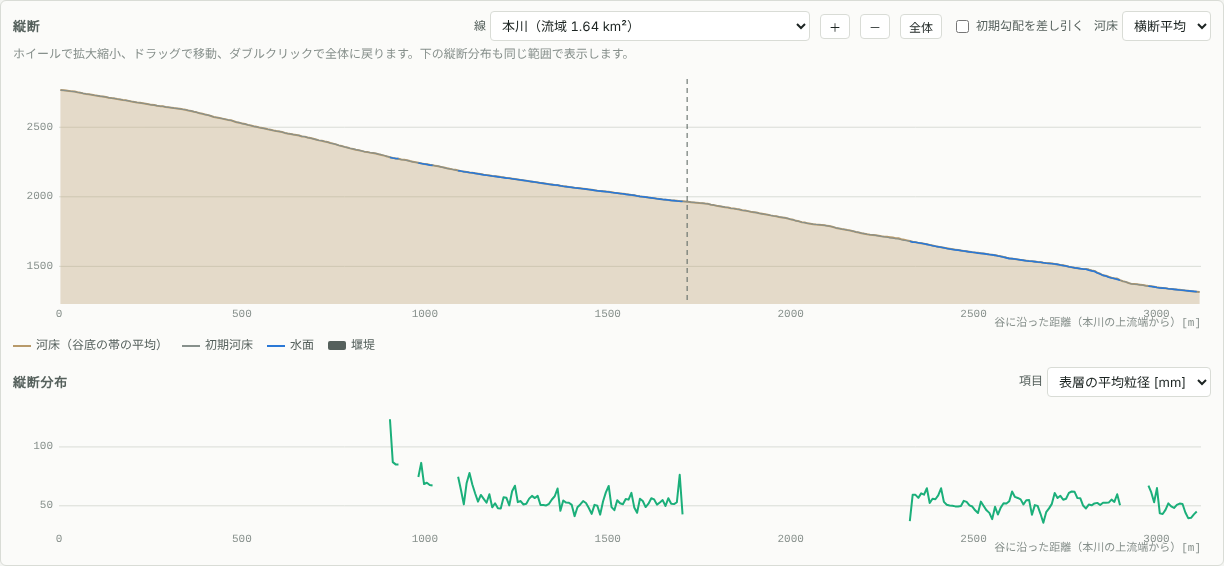 縦断 線 本川（流域 1.64 km²） + − 全体 初期勾配を差し引く 河床 横断平均
ホイールで拡大縮小、ドラッグで移動、ダブルクリックで全体に戻ります。下の縦断分布も同じ範囲で表示します。
2500
2000
1500
0 500 1000 1500 2000 2500 3000
谷に沿った距離（本川の上流端から）[m]
河床（谷底の帯の平均） 初期河床 水面 堰堤
縦断分布 項目 表層の平均粒径 [mm]
100
50
0 500 1000 1500 2000 2500 3000
谷に沿った距離（本川の上流端から）[m]